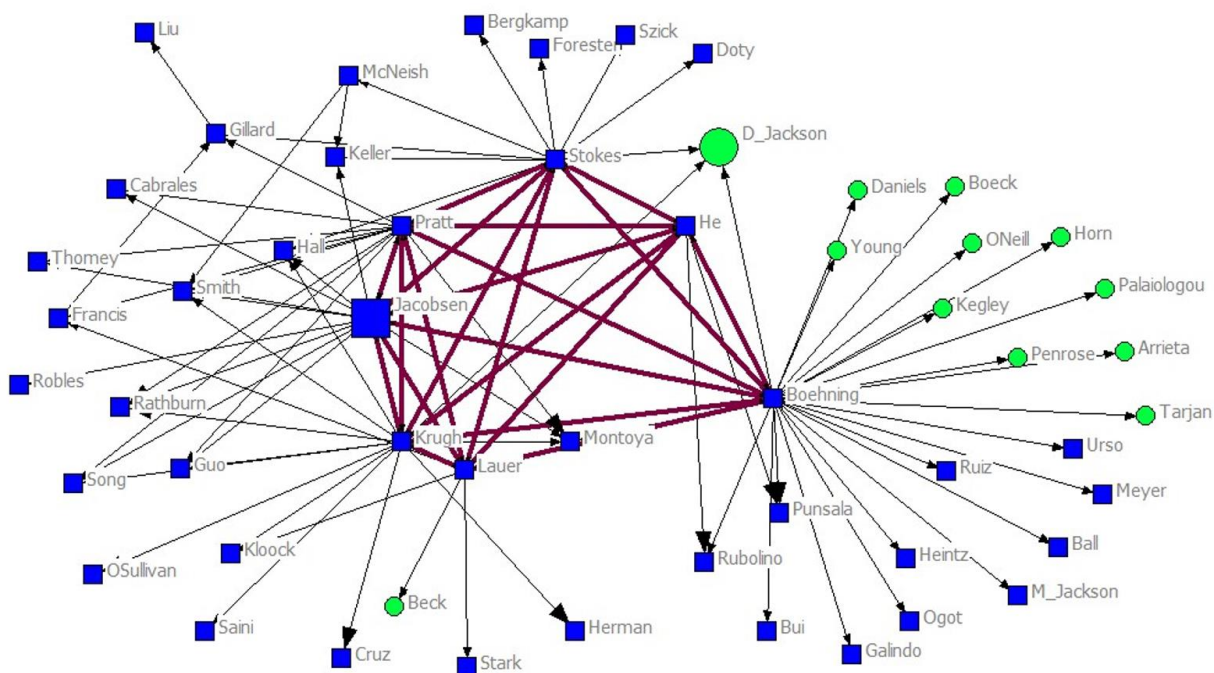 Liu
Bergkamp
Forester
Szick
Doty
McNeish
Gillard
Keller
Stokes
D_Jackson
Cabrales
Daniels
Boeck
Pratt
He
Hall
Young
ONeill
Horn
Thomey
Smith
Jacobsen
Kegley
Palaiologou
Francis
Penrose
Arrieta
Robles
Rathburn
Boehning
Tarjan
Krugh
Montoya
Urso
Song
Guo
Lauer
Ruiz
Meyer
Punsala
OSullivan
Kloock
Rubolino
Heintz
Ball
M_Jackson
Beck
Saini
Herman
Bui
Ogot
Cruz
Stark
Galindo